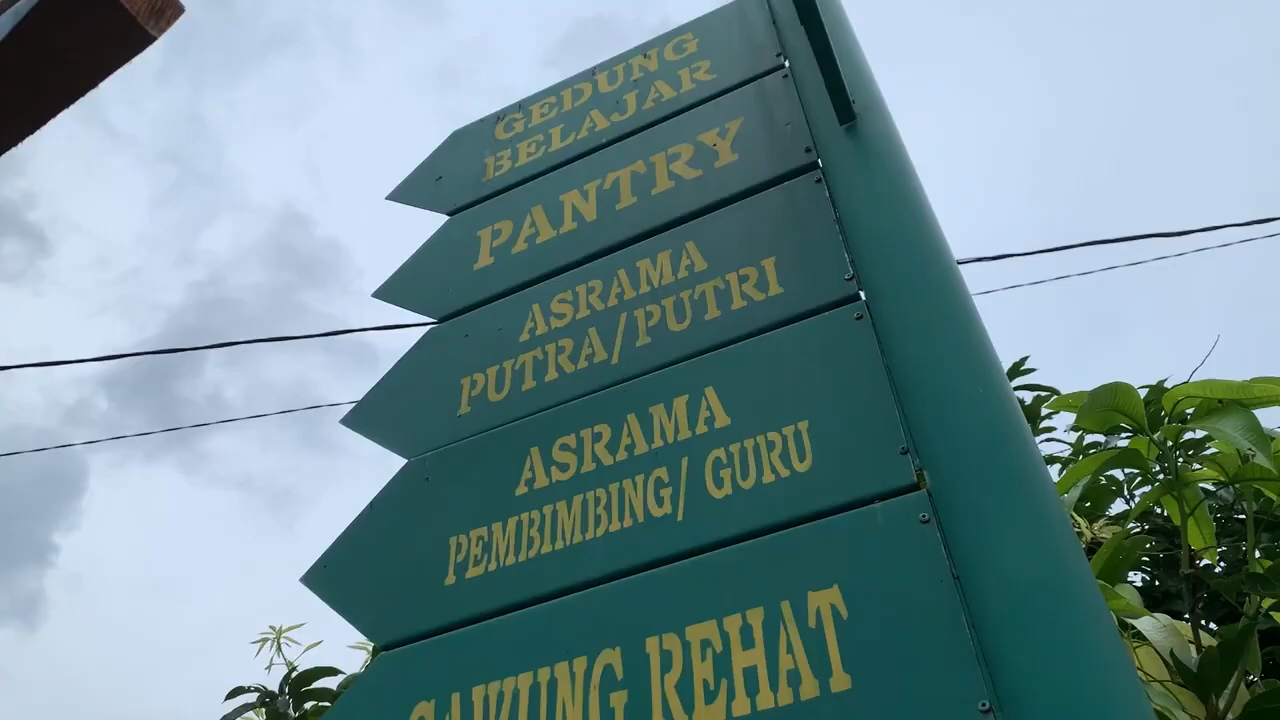 GEDUNG
BELAJAR
PANTRY
ASRAMA
PUTRA/PUTRI
ASRAMA
PEMBIMBING/ GURU
SAWUNG REHAT